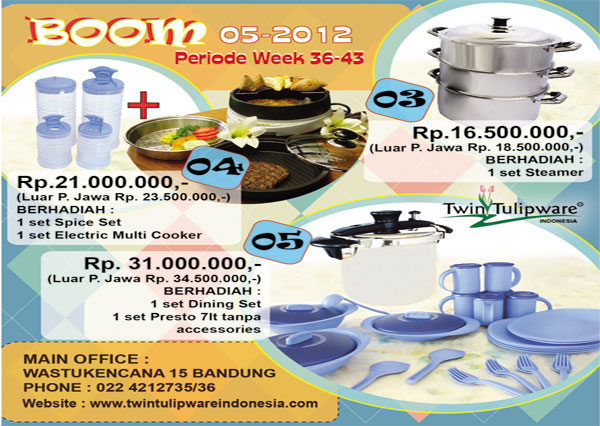 BOOM 05-2012
Periode Week 36-43
03
Rp.16.500.000,-
(Luar P. Jawa Rp. 18.500.000,-)
BERHADIAH :
1 set Steamer
04
Rp.21.000.000,-
(Luar P. Jawa Rp. 23.500.000,-)
BERHADIAH :
1 set Spice Set
1 set Electric Multi Cooker
Twin Tulipware®
INDONESIA
05
Rp. 31.000.000,-
(Luar P. Jawa Rp. 34.500.000,-)
BERHADIAH :
1 set Dining Set
1 set Presto 7lt tanpa
accessories
MAIN OFFICE :
WASTUKENCANA 15 BANDUNG
PHONE : 022 4212735/36
Website : www.twintulipwareindonesia.com